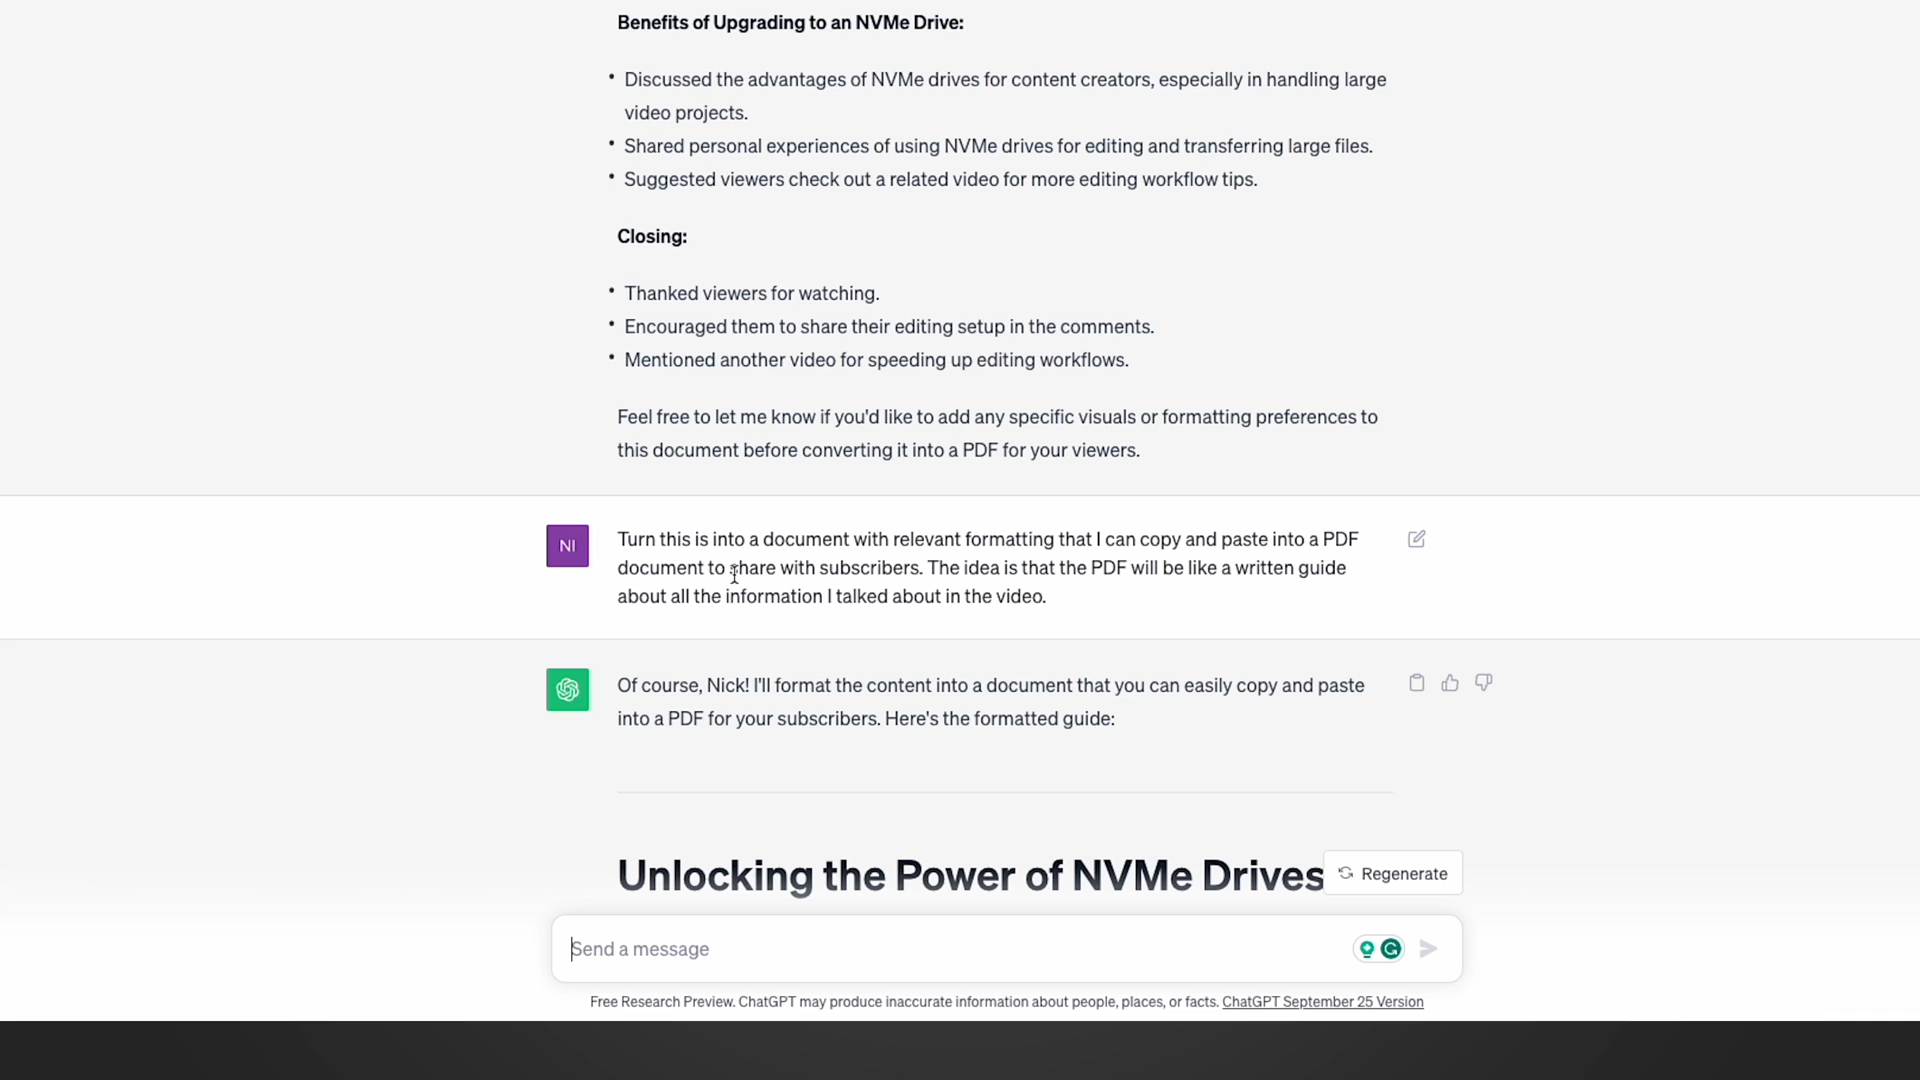 Benefits of Upgrading to an NVMe Drive:
• Discussed the advantages of NVMe drives for content creators, especially in handling large
video projects.
• Shared personal experiences of using NVMe drives for editing and transferring large files.
• Suggested viewers check out a related video for more editing workflow tips.
Closing:
• Thanked viewers for watching.
• Encouraged them to share their editing setup in the comments.
• Mentioned another video for speeding up editing workflows.
Feel free to let me know if you'd like to add any specific visuals or formatting preferences to
this document before converting it into a PDF for your viewers.
NI
Turn this is into a document with relevant formatting that I can copy and paste into a PDF
document to share with subscribers. The idea is that the PDF will be like a written guide
about all the information I talked about in the video.
Of course, Nick! I'll format the content into a document that you can easily copy and paste
into a PDF for your subscribers. Here's the formatted guide:
Unlocking the Power of NVMe Drives
Regenerate
Send a message
Free Research Preview. ChatGPT may produce inaccurate information about people, places, or facts. ChatGPT September 25 Version